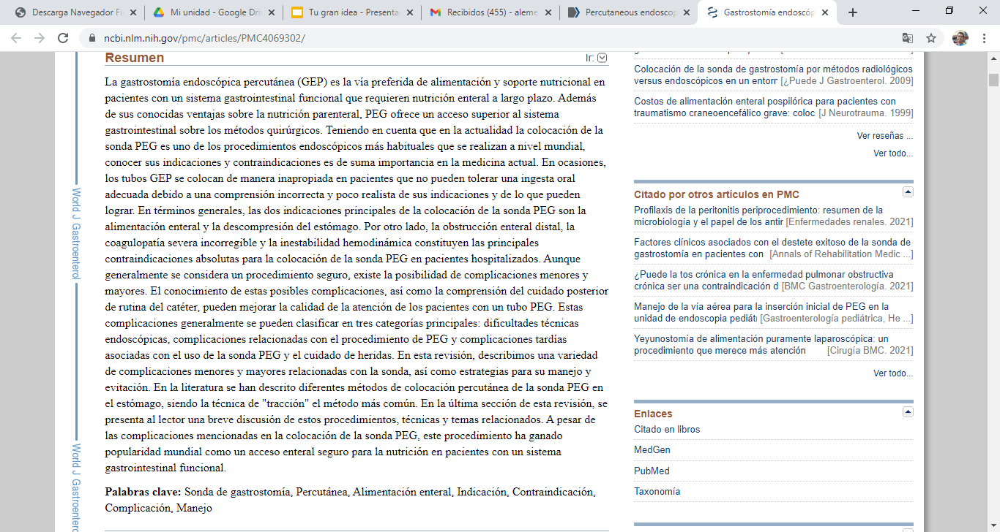 Descarga Navegador Fi
Mi unidad - Google Dri
Tu gran idea - Presenta
Recibidos (455) - aleme
Percutaneous endoscop
Gastrostomía endoscóp
ncbi.nlm.nih.gov/pmc/articles/PMC4069302/
Resumen
Ir:
La gastrostomía endoscópica percutánea (GEP) es la vía preferida de alimentación y soporte nutricional en
pacientes con un sistema gastrointestinal funcional que requieren nutrición enteral a largo plazo. Además
de sus conocidas ventajas sobre la nutrición parenteral, PEG ofrece un acceso superior al sistema
gastrointestinal sobre los métodos quirúrgicos. Teniendo en cuenta que en la actualidad la colocación de la
sonda PEG es uno de los procedimientos endoscópicos más habituales que se realizan a nivel mundial,
conocer sus indicaciones y contraindicaciones es de suma importancia en la medicina actual. En ocasiones,
los tubos GEP se colocan de manera inapropiada en pacientes que no pueden tolerar una ingesta oral
adecuada debido a una comprensión incorrecta y poco realista de sus indicaciones y de lo que pueden
lograr. En términos generales, las dos indicaciones principales de la colocación de la sonda PEG son la
alimentación enteral y la descompresión del estómago. Por otro lado, la obstrucción enteral distal, la
coagulopatía severa incorregible y la inestabilidad hemodinámica constituyen las principales
contraindicaciones absolutas para la colocación de la sonda PEG en pacientes hospitalizados. Aunque
generalmente se considera un procedimiento seguro, existe la posibilidad de complicaciones menores y
mayores. El conocimiento de estas posibles complicaciones, así como la comprensión del cuidado posterior
de rutina del catéter, pueden mejorar la calidad de la atención de los pacientes con un tubo PEG. Estas
complicaciones generalmente se pueden clasificar en tres categorías principales: dificultades técnicas
endoscópicas, complicaciones relacionadas con el procedimiento de PEG y complicaciones tardías
asociadas con el uso de la sonda PEG y el cuidado de heridas. En esta revisión, describimos una variedad
de complicaciones menores y mayores relacionadas con la sonda, así como estrategias para su manejo y
evitación. En la literatura se han descrito diferentes métodos de colocación percutánea de la sonda PEG en
el estómago, siendo la técnica de "tracción" el método más común. En la última sección de esta revisión, se
presenta al lector una breve discusión de estos procedimientos, técnicas y temas relacionados. A pesar de
las complicaciones mencionadas en la colocación de la sonda PEG, este procedimiento ha ganado
popularidad mundial como un acceso enteral seguro para la nutrición en pacientes con un sistema
gastrointestinal funcional.
Palabras clave: Sonda de gastrostomía, Percutánea, Alimentación enteral, Indicación, Contraindicación,
Complicación, Manejo
World J Gastroenterol
World J Gastroenterol
Colocación de la sonda de gastrostomía por métodos radiológicos
versus endoscópicos en un entorr [¿Puede J Gastroenterol. 2009]
Costos de alimentación enteral pospilórica para pacientes con
traumatismo craneoencefálico grave: coloc [J Neurotrauma. 1999]
Ver reseñas ...
Ver todo...
Citado por otros artículos en PMC
Profilaxis de la peritonitis periprocedimiento: resumen de la
microbiología y el papel de los antir [Enfermedades renales. 2021]
Factores clínicos asociados con el destete exitoso de la sonda de
gastrostomía en pacientes con [Annals of Rehabilitation Medic ...]
¿Puede la tos crónica en la enfermedad pulmonar obstructiva
crónica ser una contraindicación d [BMC Gastroenterología. 2021]
Manejo de la vía aérea para la inserción inicial de PEG en la
unidad de endoscopia pediáti [Gastroenterología pediátrica, He ...]
Yeyunostomía de alimentación puramente laparoscópica: un
procedimiento que merece más atención [Cirugía BMC. 2021]
Ver todo...
Enlaces
Citado en libros
MedGen
PubMed
Taxonomía